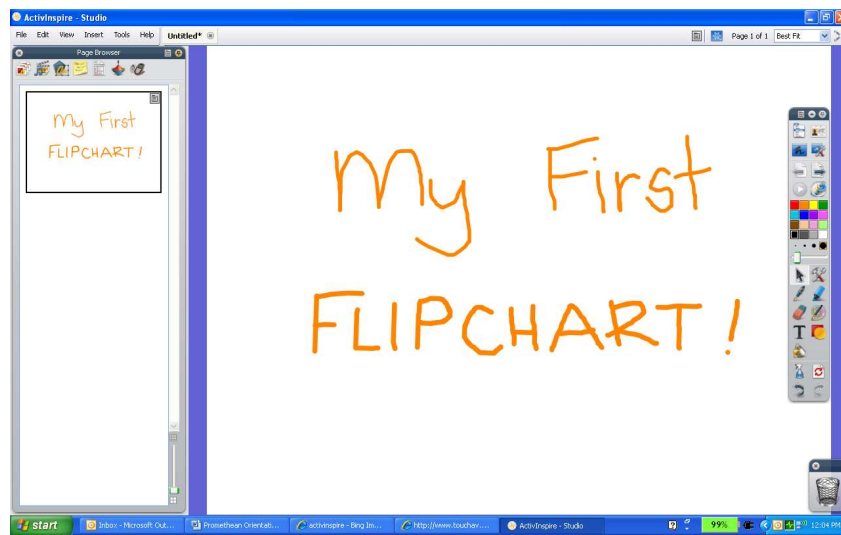 ActivInspire - Studio
File Edit View Insert Tools Help Untitled*
Page 1 of 1 Best Fit
Page Browser
My First
FLIPCHART!
My First
FLIPCHART!
T
start Inbox - Microsoft Out... Promethean Orientati... activinspire - Bing Im... http://www.touchav.... ActivInspire - Studio 99% 12:04 PM